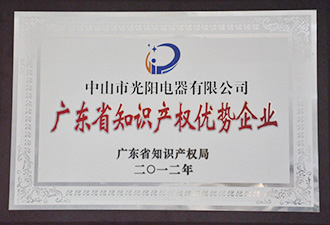 中山市光阳电器有限公司
广东省知识产权优势企业
广东省知识产权局
二〇一二年